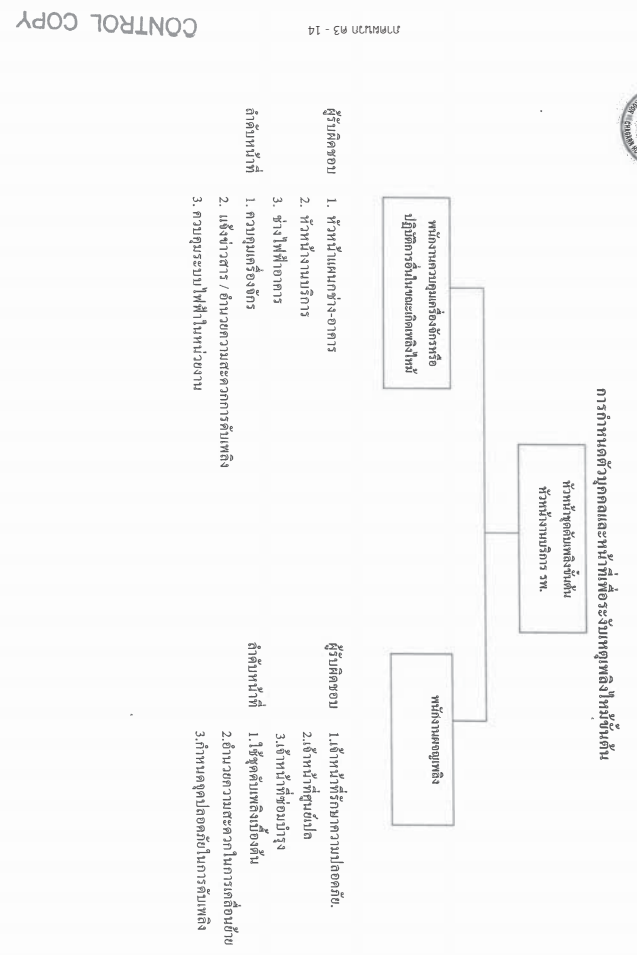 การกำหนดตัวบุคคลและหน้าที่เพื่อระงับเหตุเพลิงไหม้ขั้นต้น
หัวหน้าชุดดับเพลิงขั้นต้น
หัวหน้างานบริการ รพ.
พนักงานควบคุมเครื่องจักรหรือ
ปฏิบัติการอื่นในขณะเกิดเพลิงไหม้
พนักงานผจญเพลิง
ผู้รับผิดชอบ 1. หัวหน้าแผนกช่าง-อาคาร
2. หัวหน้างานบริการ
3. ช่างไฟฟ้าอาคาร
ลำดับหน้าที่ 1. ควบคุมเครื่องจักร
2. แจ้งข่าวสาร / อำนวยความสะดวกการดับเพลิง
3. ควบคุมระบบไฟฟ้าในหน่วยงาน
ผู้รับผิดชอบ 1.เจ้าหน้าที่รักษาความปลอดภัย.
2.เจ้าหน้าที่ศูนย์เปล
3.เจ้าหน้าที่ซ่อมบำรุง
ลำดับหน้าที่ 1.ใช้ชุดดับเพลิงเบื้องต้น
2.อำนวยความสะดวกในการเคลื่อนย้าย
3.กำหนดจุดปลอดภัยในการดับเพลิง
ภาคผนวก ค3 - 14
CONTROL COPY